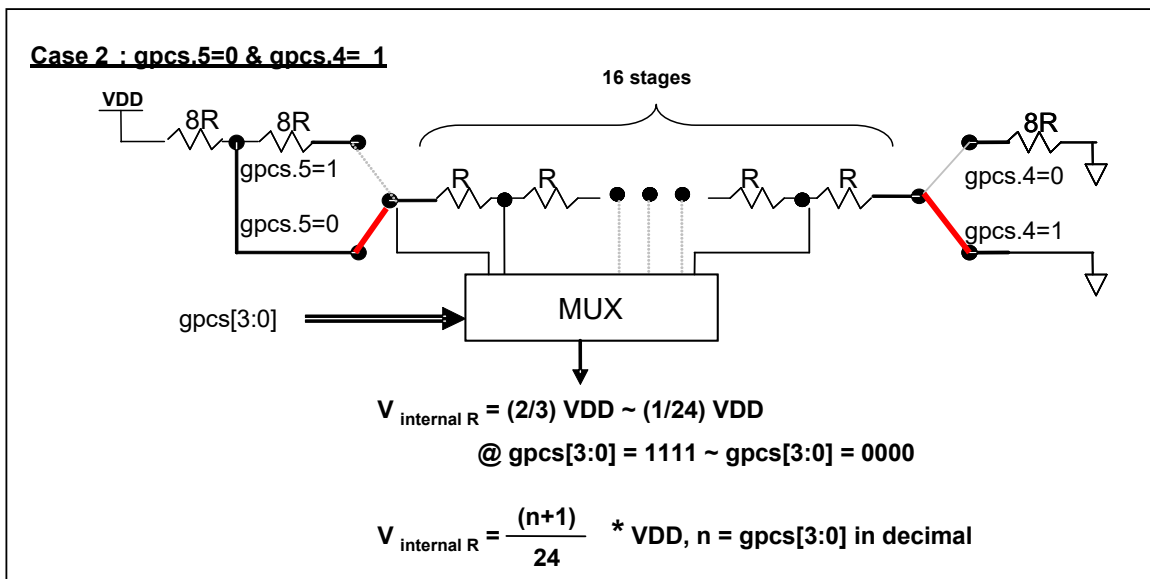 Case 2 : gpcs.5=0 & gpcs.4= 1
16 stages
VDD
8R
8R
8R
gpcs.5=1
gpcs.4=0
R
R
R
R
gpcs.5=0
gpcs.4=1
MUX
gpcs[3:0]
V internal R = (2/3) VDD ~ (1/24) VDD
@ gpcs[3:0] = 1111 ~ gpcs[3:0] = 0000
V internal R = (n+1) / 24 * VDD, n = gpcs[3:0] in decimal